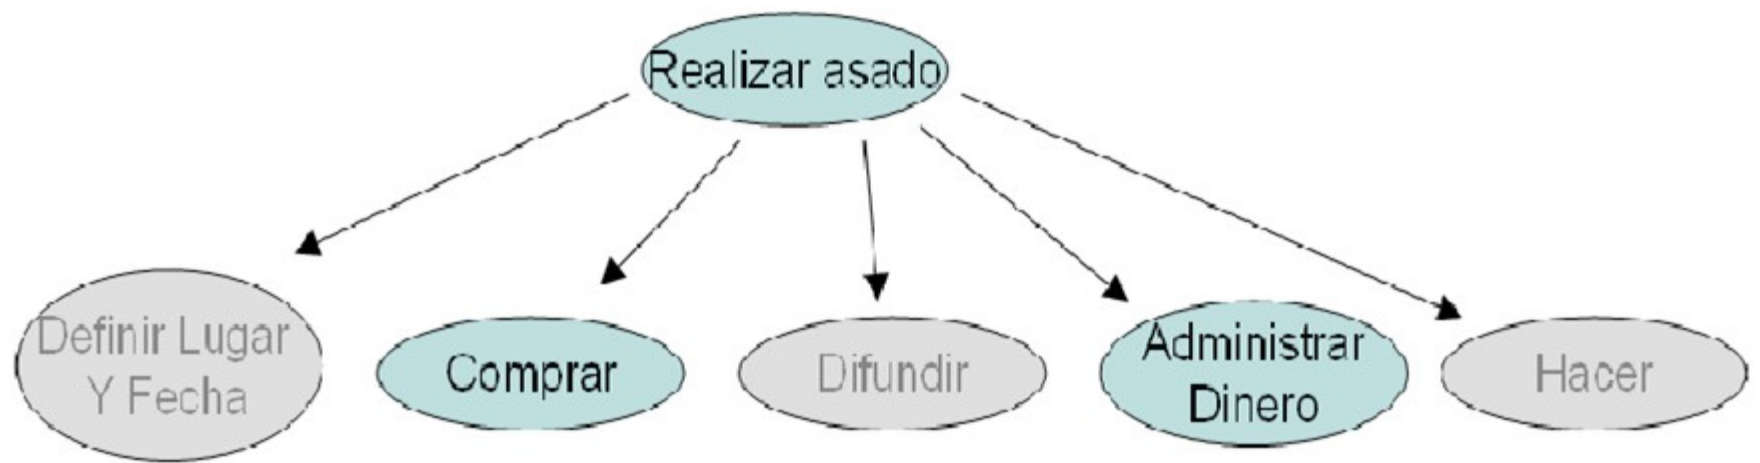 Realizar asado
Definir Lugar
Y Fecha
Comprar
Difundir
Administrar
Dinero
Hacer